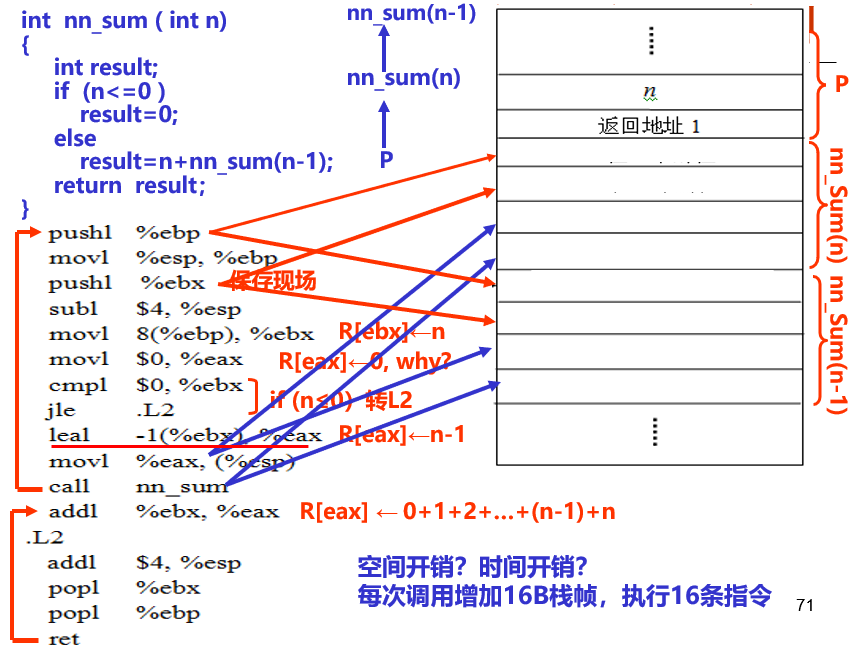 int nn_sum ( int n)
{
int result;
if (n<=0 )
result=0;
else
result=n+nn_sum(n-1);
return result;
}
nn_sum(n-1)
nn_sum(n)
P
n
返回地址 1
P
nn_Sum(n)
nn_Sum(n-1)
pushl %ebp
movl %esp, %ebp
pushl %ebx 保存现场
subl $4, %esp
movl 8(%ebp), %ebx R[ebx]←n
movl $0, %eax R[eax]←0, why?
cmpl $0, %ebx
jle .L2 if (n≤0) 转L2
leal -1(%ebx), %eax R[eax]←n-1
movl %eax, (%esp)
call nn_sum
addl %ebx, %eax R[eax] ← 0+1+2+…+(n-1)+n
.L2
addl $4, %esp
popl %ebx
popl %ebp
ret
空间开销？时间开销？
每次调用增加16B栈帧，执行16条指令
71